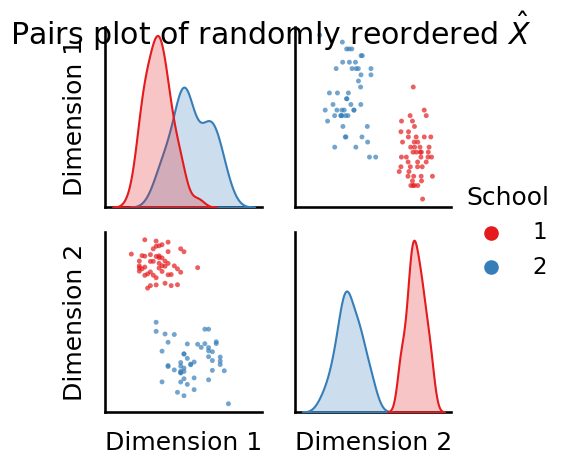 Pairs plot of randomly reordered X̂
Dimension 1
School
1
2
Dimension 2
Dimension 1
Dimension 2